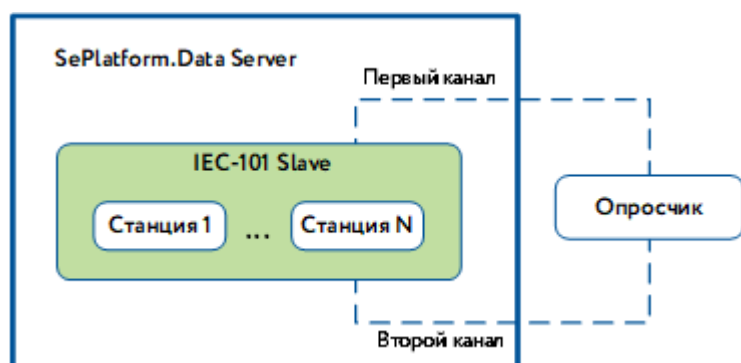 SePlatform.Data Server
Первый канал
IEC-101 Slave
Станция 1 ... Станция N
Опросчик
Второй канал